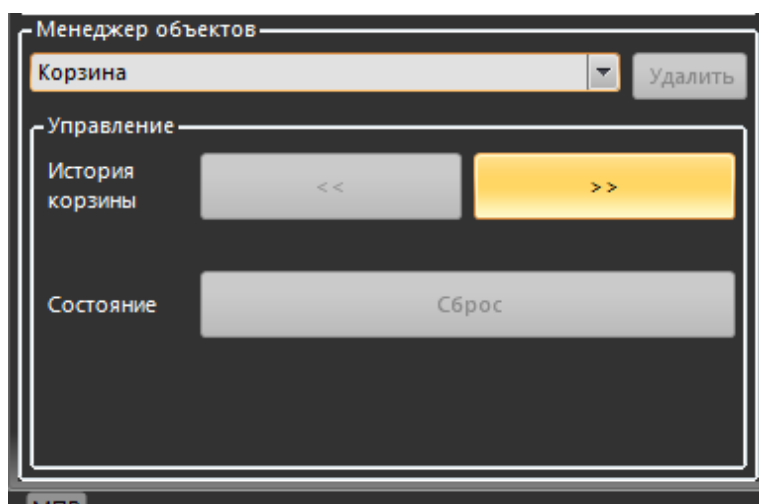 Менеджер объектов
Корзина
Удалить
Управление
История
корзины
<<
>>
Состояние
Сброс